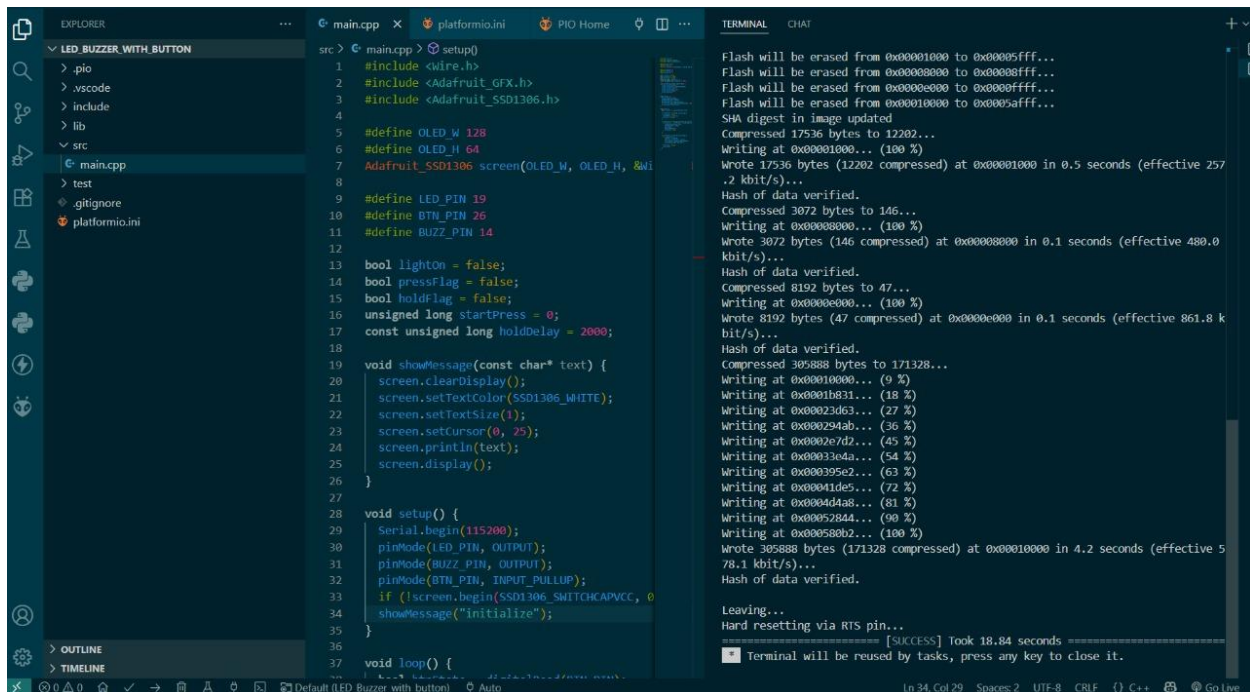 EXPLORER
LED_BUZZER_WITH_BUTTON
.pio
.vscode
include
lib
src
main.cpp
test
.gitignore
platformio.ini
OUTLINE
TIMELINE
main.cpp
platformio.ini
PIO Home
src > main.cpp > setup()
1 #include <Wire.h>
2 #include <Adafruit_GFX.h>
3 #include <Adafruit_SSD1306.h>
4
5 #define OLED_W 128
6 #define OLED_H 64
7 Adafruit_SSD1306 screen(OLED_W, OLED_H, &Wi
8
9 #define LED_PIN 19
10 #define BTN_PIN 26
11 #define BUZZ_PIN 14
12
13 bool lightOn = false;
14 bool pressFlag = false;
15 bool holdFlag = false;
16 unsigned long startPress = 0;
17 const unsigned long holdDelay = 2000;
18
19 void showMessage(const char* text) {
20 screen.clearDisplay();
21 screen.setTextColor(SSD1306_WHITE);
22 screen.setTextSize(1);
23 screen.setCursor(0, 25);
24 screen.println(text);
25 screen.display();
26 }
27
28 void setup() {
29 Serial.begin(115200);
30 pinMode(LED_PIN, OUTPUT);
31 pinMode(BUZZ_PIN, OUTPUT);
32 pinMode(BTN_PIN, INPUT_PULLUP);
33 if (!screen.begin(SSD1306_SWITCHCAPVCC, 0
34 showMessage("initialize");
35 }
36
37 void loop() {
TERMINAL
CHAT
Flash will be erased from 0x00001000 to 0x00005fff...
Flash will be erased from 0x00008000 to 0x00008fff...
Flash will be erased from 0x0000e000 to 0x0000ffff...
Flash will be erased from 0x00010000 to 0x0005afff...
SHA digest in image updated
Compressed 17536 bytes to 12202...
Writing at 0x00001000... (100 %)
Wrote 17536 bytes (12202 compressed) at 0x00001000 in 0.5 seconds (effective 257
.2 kbit/s)...
Hash of data verified.
Compressed 3072 bytes to 146...
Writing at 0x00008000... (100 %)
Wrote 3072 bytes (146 compressed) at 0x00008000 in 0.1 seconds (effective 480.0
kbit/s)...
Hash of data verified.
Compressed 8192 bytes to 47...
Writing at 0x0000e000... (100 %)
Wrote 8192 bytes (47 compressed) at 0x0000e000 in 0.1 seconds (effective 861.8 k
bit/s)...
Hash of data verified.
Compressed 305888 bytes to 171328...
Writing at 0x00010000... (9 %)
Writing at 0x0001b831... (18 %)
Writing at 0x00023d63... (27 %)
Writing at 0x000294ab... (36 %)
Writing at 0x0002e7d2... (45 %)
Writing at 0x00033e4a... (54 %)
Writing at 0x000395e2... (63 %)
Writing at 0x00041de5... (72 %)
Writing at 0x0004d4a8... (81 %)
Writing at 0x00052844... (90 %)
Writing at 0x000580b2... (100 %)
Wrote 305888 bytes (171328 compressed) at 0x00010000 in 4.2 seconds (effective 5
78.1 kbit/s)...
Hash of data verified.
Leaving...
Hard resetting via RTS pin...
======================== [SUCCESS] Took 18.84 seconds ========================
* Terminal will be reused by tasks, press any key to close it.
0 0 0 Default (LED Buzzer with button) Auto Ln 34, Col 29 Spaces: 2 UTF-8 CRLF {} C++ Go Live